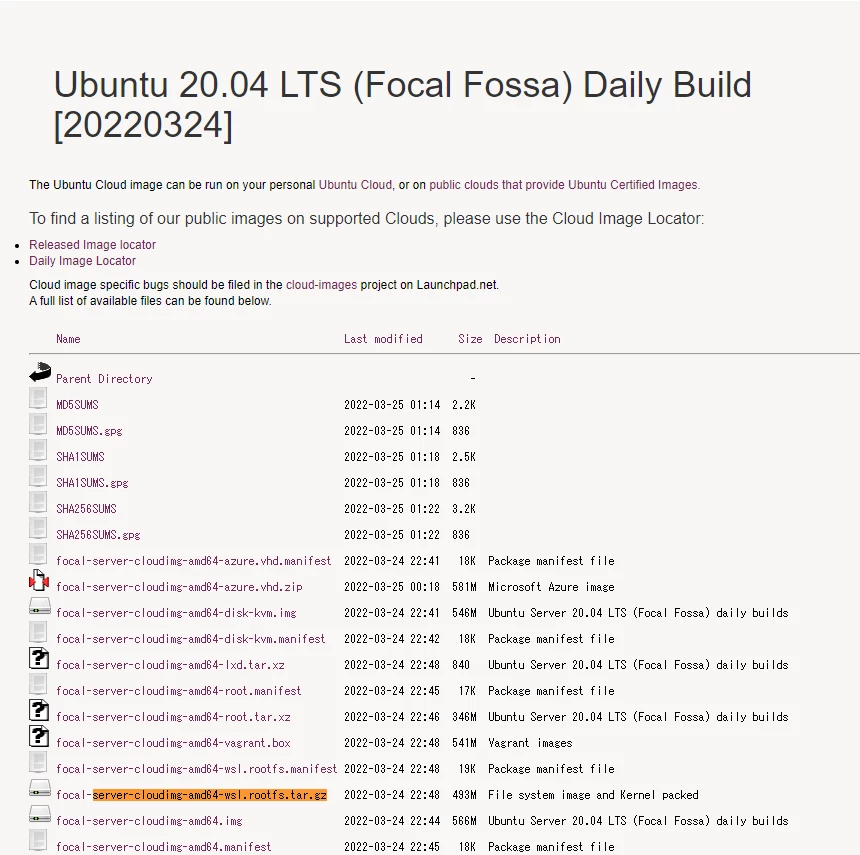 Ubuntu 20.04 LTS (Focal Fossa) Daily Build
[20220324]
The Ubuntu Cloud image can be run on your personal Ubuntu Cloud, or on public clouds that provide Ubuntu Certified Images.
To find a listing of our public images on supported Clouds, please use the Cloud Image Locator:
Released Image locator
Daily Image Locator
Cloud image specific bugs should be filed in the cloud-images project on Launchpad.net.
A full list of available files can be found below.
Name Last modified Size Description
Parent Directory -
MD5SUMS 2022-03-25 01:14 2.2K
MD5SUMS.gpg 2022-03-25 01:14 836
SHA1SUMS 2022-03-25 01:18 2.5K
SHA1SUMS.gpg 2022-03-25 01:18 836
SHA256SUMS 2022-03-25 01:22 3.2K
SHA256SUMS.gpg 2022-03-25 01:22 836
focal-server-cloudimg-amd64-azure.vhd.manifest 2022-03-24 22:41 18K Package manifest file
focal-server-cloudimg-amd64-azure.vhd.zip 2022-03-25 00:18 581M Microsoft Azure image
focal-server-cloudimg-amd64-disk-kvm.img 2022-03-24 22:41 546M Ubuntu Server 20.04 LTS (Focal Fossa) daily builds
focal-server-cloudimg-amd64-disk-kvm.manifest 2022-03-24 22:42 18K Package manifest file
focal-server-cloudimg-amd64-lxd.tar.xz 2022-03-24 22:48 840 Ubuntu Server 20.04 LTS (Focal Fossa) daily builds
focal-server-cloudimg-amd64-root.manifest 2022-03-24 22:45 17K Package manifest file
focal-server-cloudimg-amd64-root.tar.xz 2022-03-24 22:46 346M Ubuntu Server 20.04 LTS (Focal Fossa) daily builds
focal-server-cloudimg-amd64-vagrant.box 2022-03-24 22:48 541M Vagrant images
focal-server-cloudimg-amd64-wsl.rootfs.manifest 2022-03-24 22:48 19K Package manifest file
focal-server-cloudimg-amd64-wsl.rootfs.tar.gz 2022-03-24 22:48 493M File system image and Kernel packed
focal-server-cloudimg-amd64.img 2022-03-24 22:44 566M Ubuntu Server 20.04 LTS (Focal Fossa) daily builds
focal-server-cloudimg-amd64.manifest 2022-03-24 22:45 18K Package manifest file